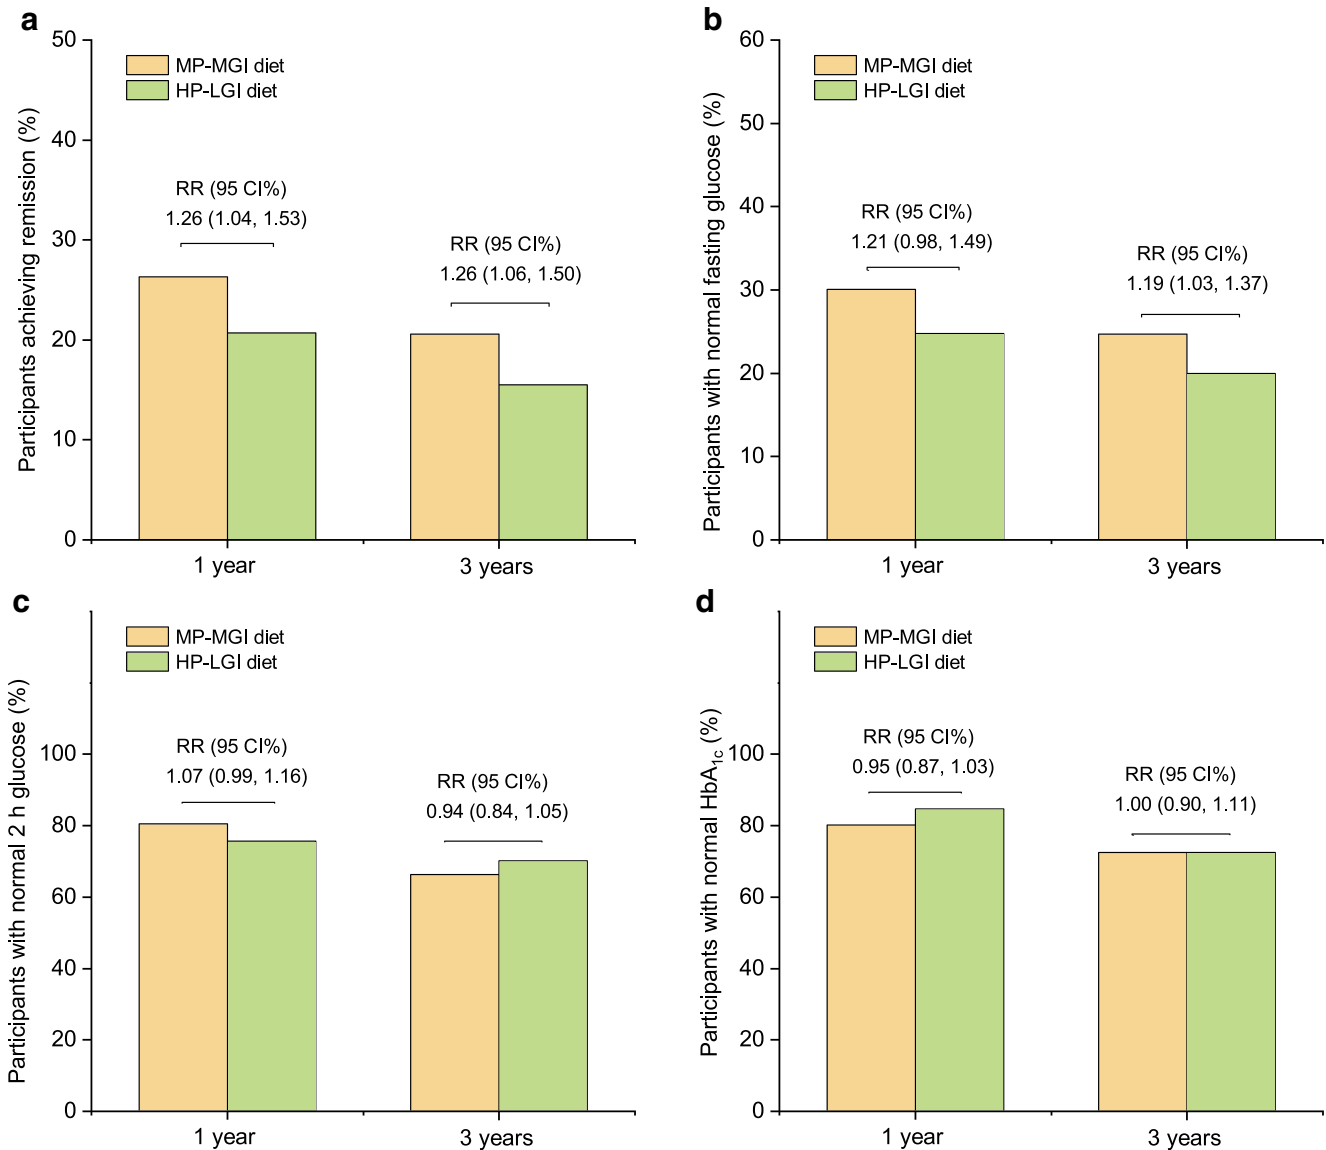 a
Participants achieving remission (%)
50
40
30
20
10
0
MP-MGI diet
HP-LGI diet
RR (95 CI%)
1.26 (1.04, 1.53)
RR (95 CI%)
1.26 (1.06, 1.50)
1 year
3 years
b
Participants with normal fasting glucose (%)
60
50
40
30
20
10
0
MP-MGI diet
HP-LGI diet
RR (95 CI%)
1.21 (0.98, 1.49)
RR (95 CI%)
1.19 (1.03, 1.37)
1 year
3 years
c
Participants with normal 2 h glucose (%)
100
80
60
40
20
0
MP-MGI diet
HP-LGI diet
RR (95 CI%)
1.07 (0.99, 1.16)
RR (95 CI%)
0.94 (0.84, 1.05)
1 year
3 years
d
Participants with normal HbA1c (%)
100
80
60
40
20
0
MP-MGI diet
HP-LGI diet
RR (95 CI%)
0.95 (0.87, 1.03)
RR (95 CI%)
1.00 (0.90, 1.11)
1 year
3 years